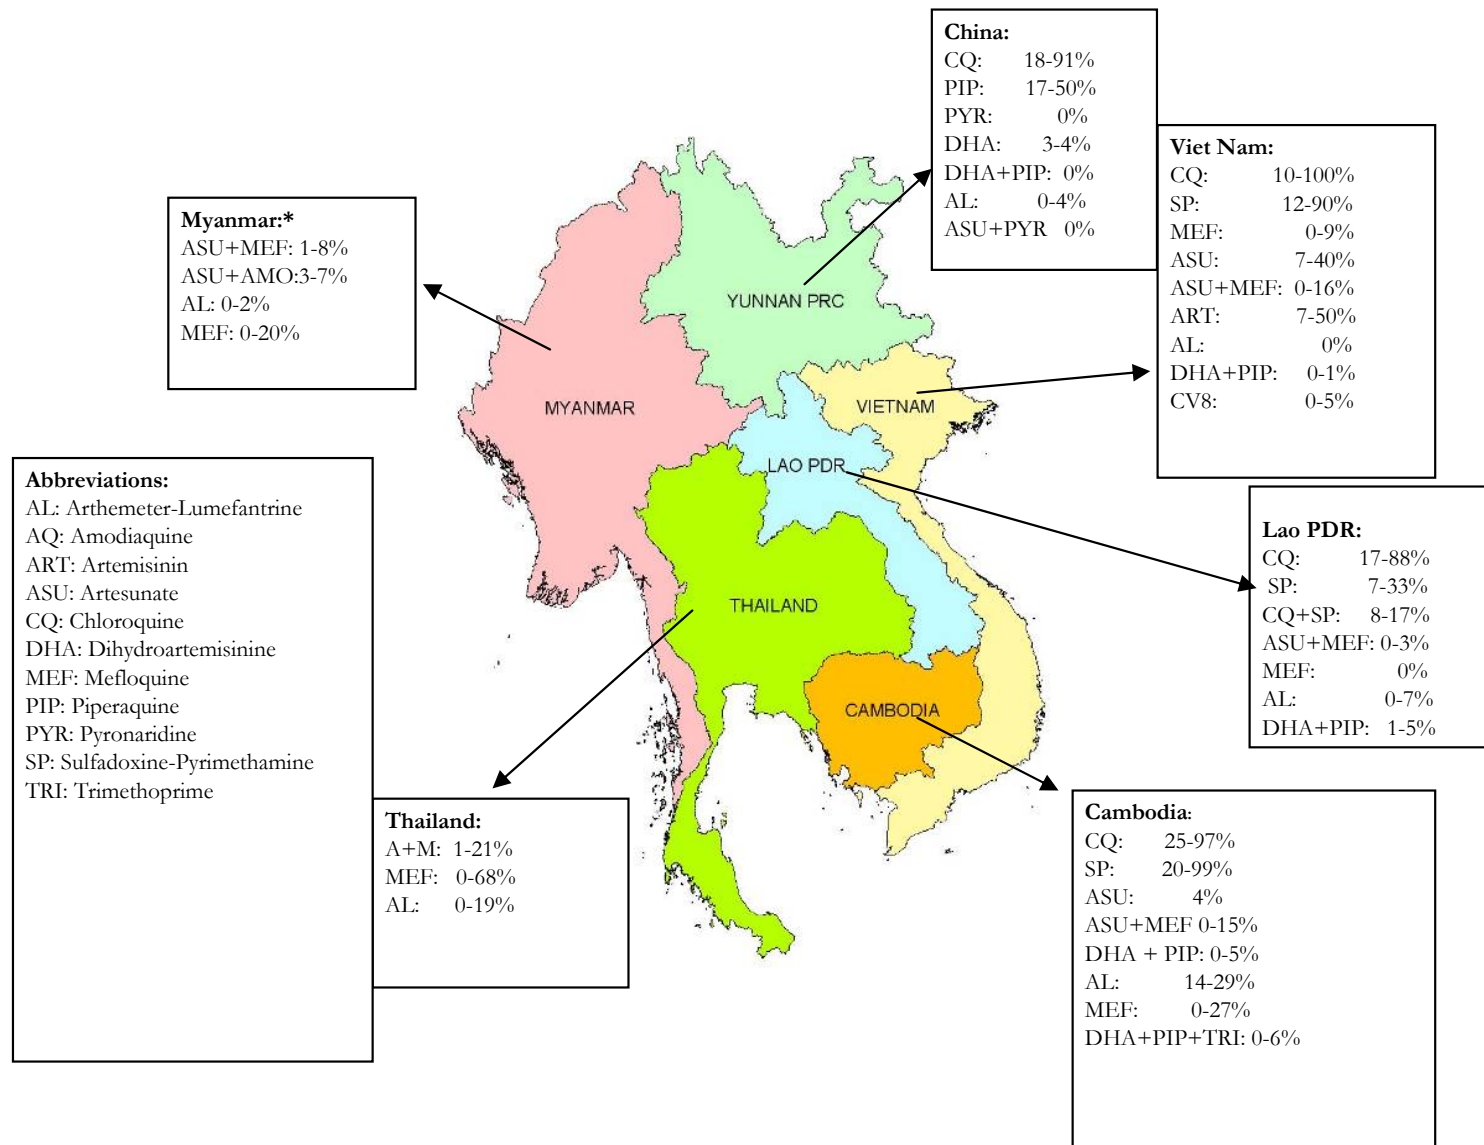 China:
CQ: 18-91%
PIP: 17-50%
PYR: 0%
DHA: 3-4%
DHA+PIP: 0%
AL: 0-4%
ASU+PYR 0%
Viet Nam:
CQ: 10-100%
SP: 12-90%
MEF: 0-9%
ASU: 7-40%
ASU+MEF: 0-16%
ART: 7-50%
AL: 0%
DHA+PIP: 0-1%
CV8: 0-5%
Myanmar:*
ASU+MEF: 1-8%
ASU+AMO:3-7%
AL: 0-2%
MEF: 0-20%
YUNNAN PRC
MYANMAR
VIETNAM
LAO PDR
THAILAND
CAMBODIA
Abbreviations:
AL: Arthemeter-Lumefantrine
AQ: Amodiaquine
ART: Artemisinin
ASU: Artesunate
CQ: Chloroquine
DHA: Dihydroartemisinine
MEF: Mefloquine
PIP: Piperaquine
PYR: Pyronaridine
SP: Sulfadoxine-Pyrimethamine
TRI: Trimethoprime
Lao PDR:
CQ: 17-88%
SP: 7-33%
CQ+SP: 8-17%
ASU+MEF: 0-3%
MEF: 0%
AL: 0-7%
DHA+PIP: 1-5%
Thailand:
A+M: 1-21%
MEF: 0-68%
AL: 0-19%
Cambodia:
CQ: 25-97%
SP: 20-99%
ASU: 4%
ASU+MEF 0-15%
DHA + PIP: 0-5%
AL: 14-29%
MEF: 0-27%
DHA+PIP+TRI: 0-6%